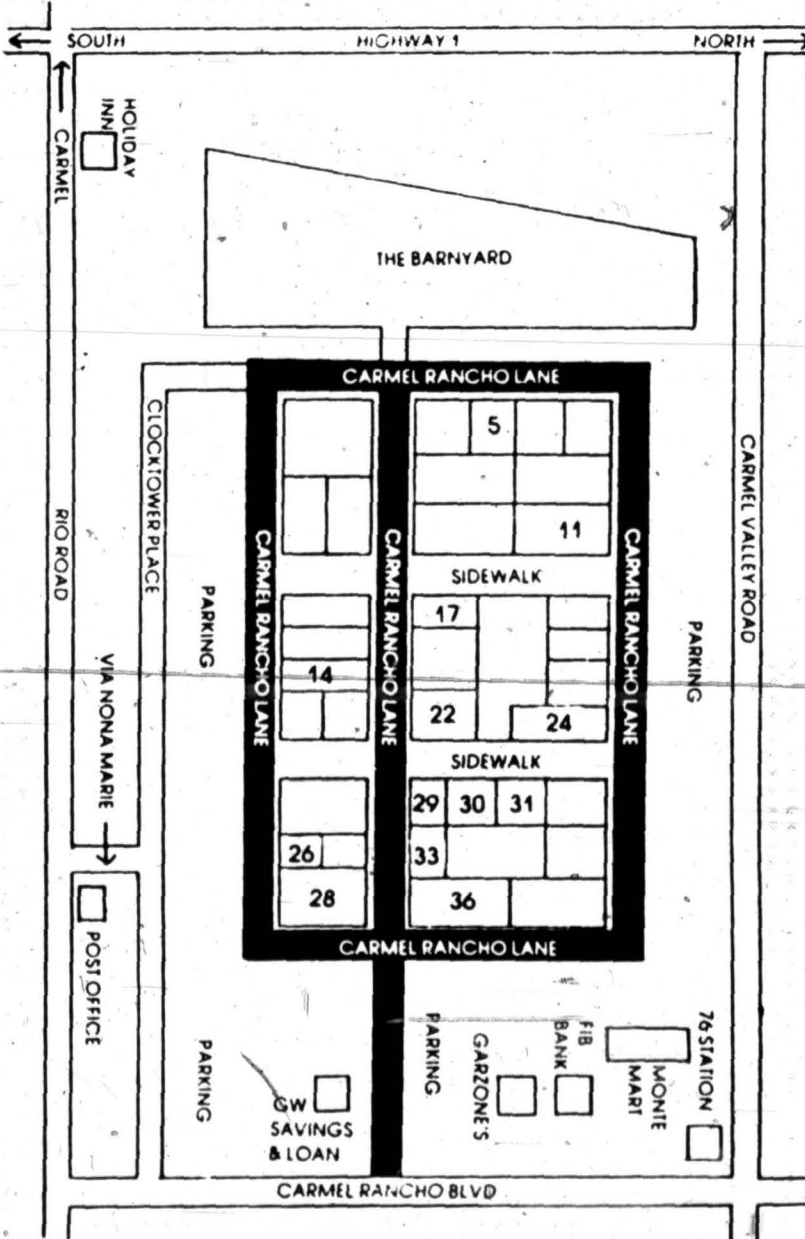 SOUTH
HIGHWAY 1
NORTH
HOLIDAY
INN
CARMEL
THE BARNYARD
CARMEL RANCHO LANE
5
11
CLOCKTOWER PLACE
RIO ROAD
CARMEL VALLEY ROAD
CARMEL RANCHO LANE
CARMEL RANCHO LANE
CARMEL RANCHO LANE
SIDEWALK
PARKING
PARKING
17
14
22
24
VIA NONA MARIE
SIDEWALK
29
30
31
26
33
28
36
CARMEL RANCHO LANE
POST OFFICE
PARKING
GW
SAVINGS
& LOAN
PARKING
GARZONE'S
FIB
BANK
MONTE
MART
76 STATION
CARMEL RANCHO BLVD